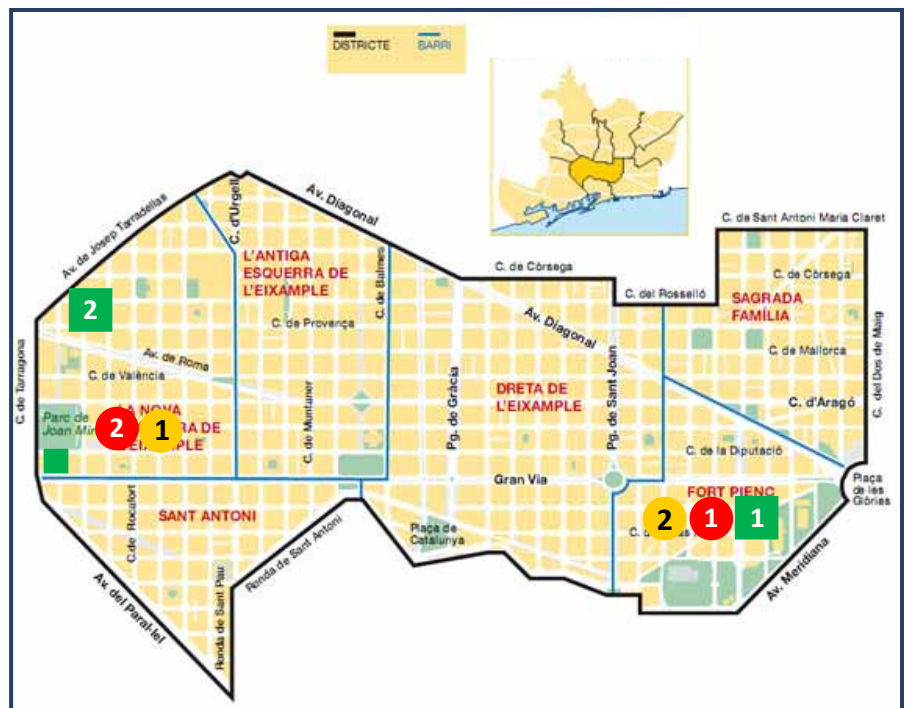 DISTRICTE
BARRI
C. de Sant Antoni Maria Claret
Av. Diagonal
C. d'Urgell
Av. de Josep Tarradellas
L'ANTIGA
ESQUERRA DE
L'EIXAMPLE
C. de Balmes
C. de Còrsega
C. de Còrsega
C. del Rosselló
SAGRADA
FAMÍLIA
2
C. de Provença
Av. Diagonal
C. de Mallorca
C. del Dos de Maig
C. de Tarragona
Av. de Roma
C. de València
DRETA DE
L'EIXAMPLE
Pg. de Gràcia
Pg. de Sant Joan
C. d'Aragó
LA NOVA
Parc de
Joan
2
1
RA DE
EIXAMPLE
C. de Muntaner
C. de la Diputació
Gran Via
Plaça
de les
Glòries
FORT PIENC
SANT ANTONI
C. de Rocafort
Ronda de Sant Antoni
Plaça de
Catalunya
2
1
1
Av. Meridiana
Av. del Paral·lel
Ronda de Sant Pau